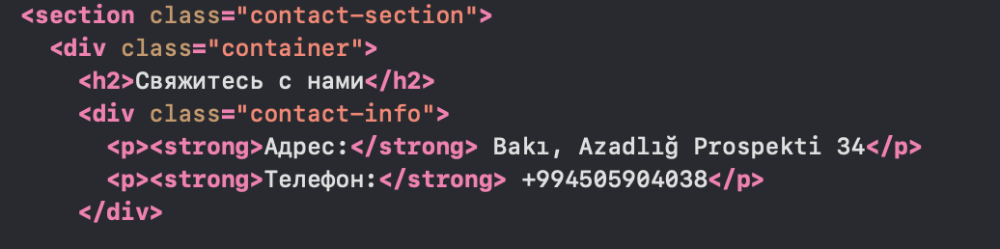 <section class="contact-section">
<div class="container">
<h2>Свяжитесь с нами</h2>
<div class="contact-info">
<p><strong>Адрес:</strong> Bakı, Azadlığ Prospekti 34</p>
<p><strong>Телефон:</strong> +994505904038</p>
</div>